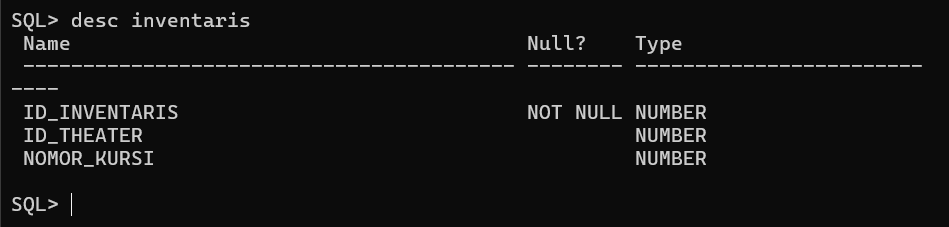 SQL> desc inventaris
Name Null? Type
----------------------------------------- -------- ------------------------
----
ID_INVENTARIS NOT NULL NUMBER
ID_THEATER NUMBER
NOMOR_KURSI NUMBER
SQL>